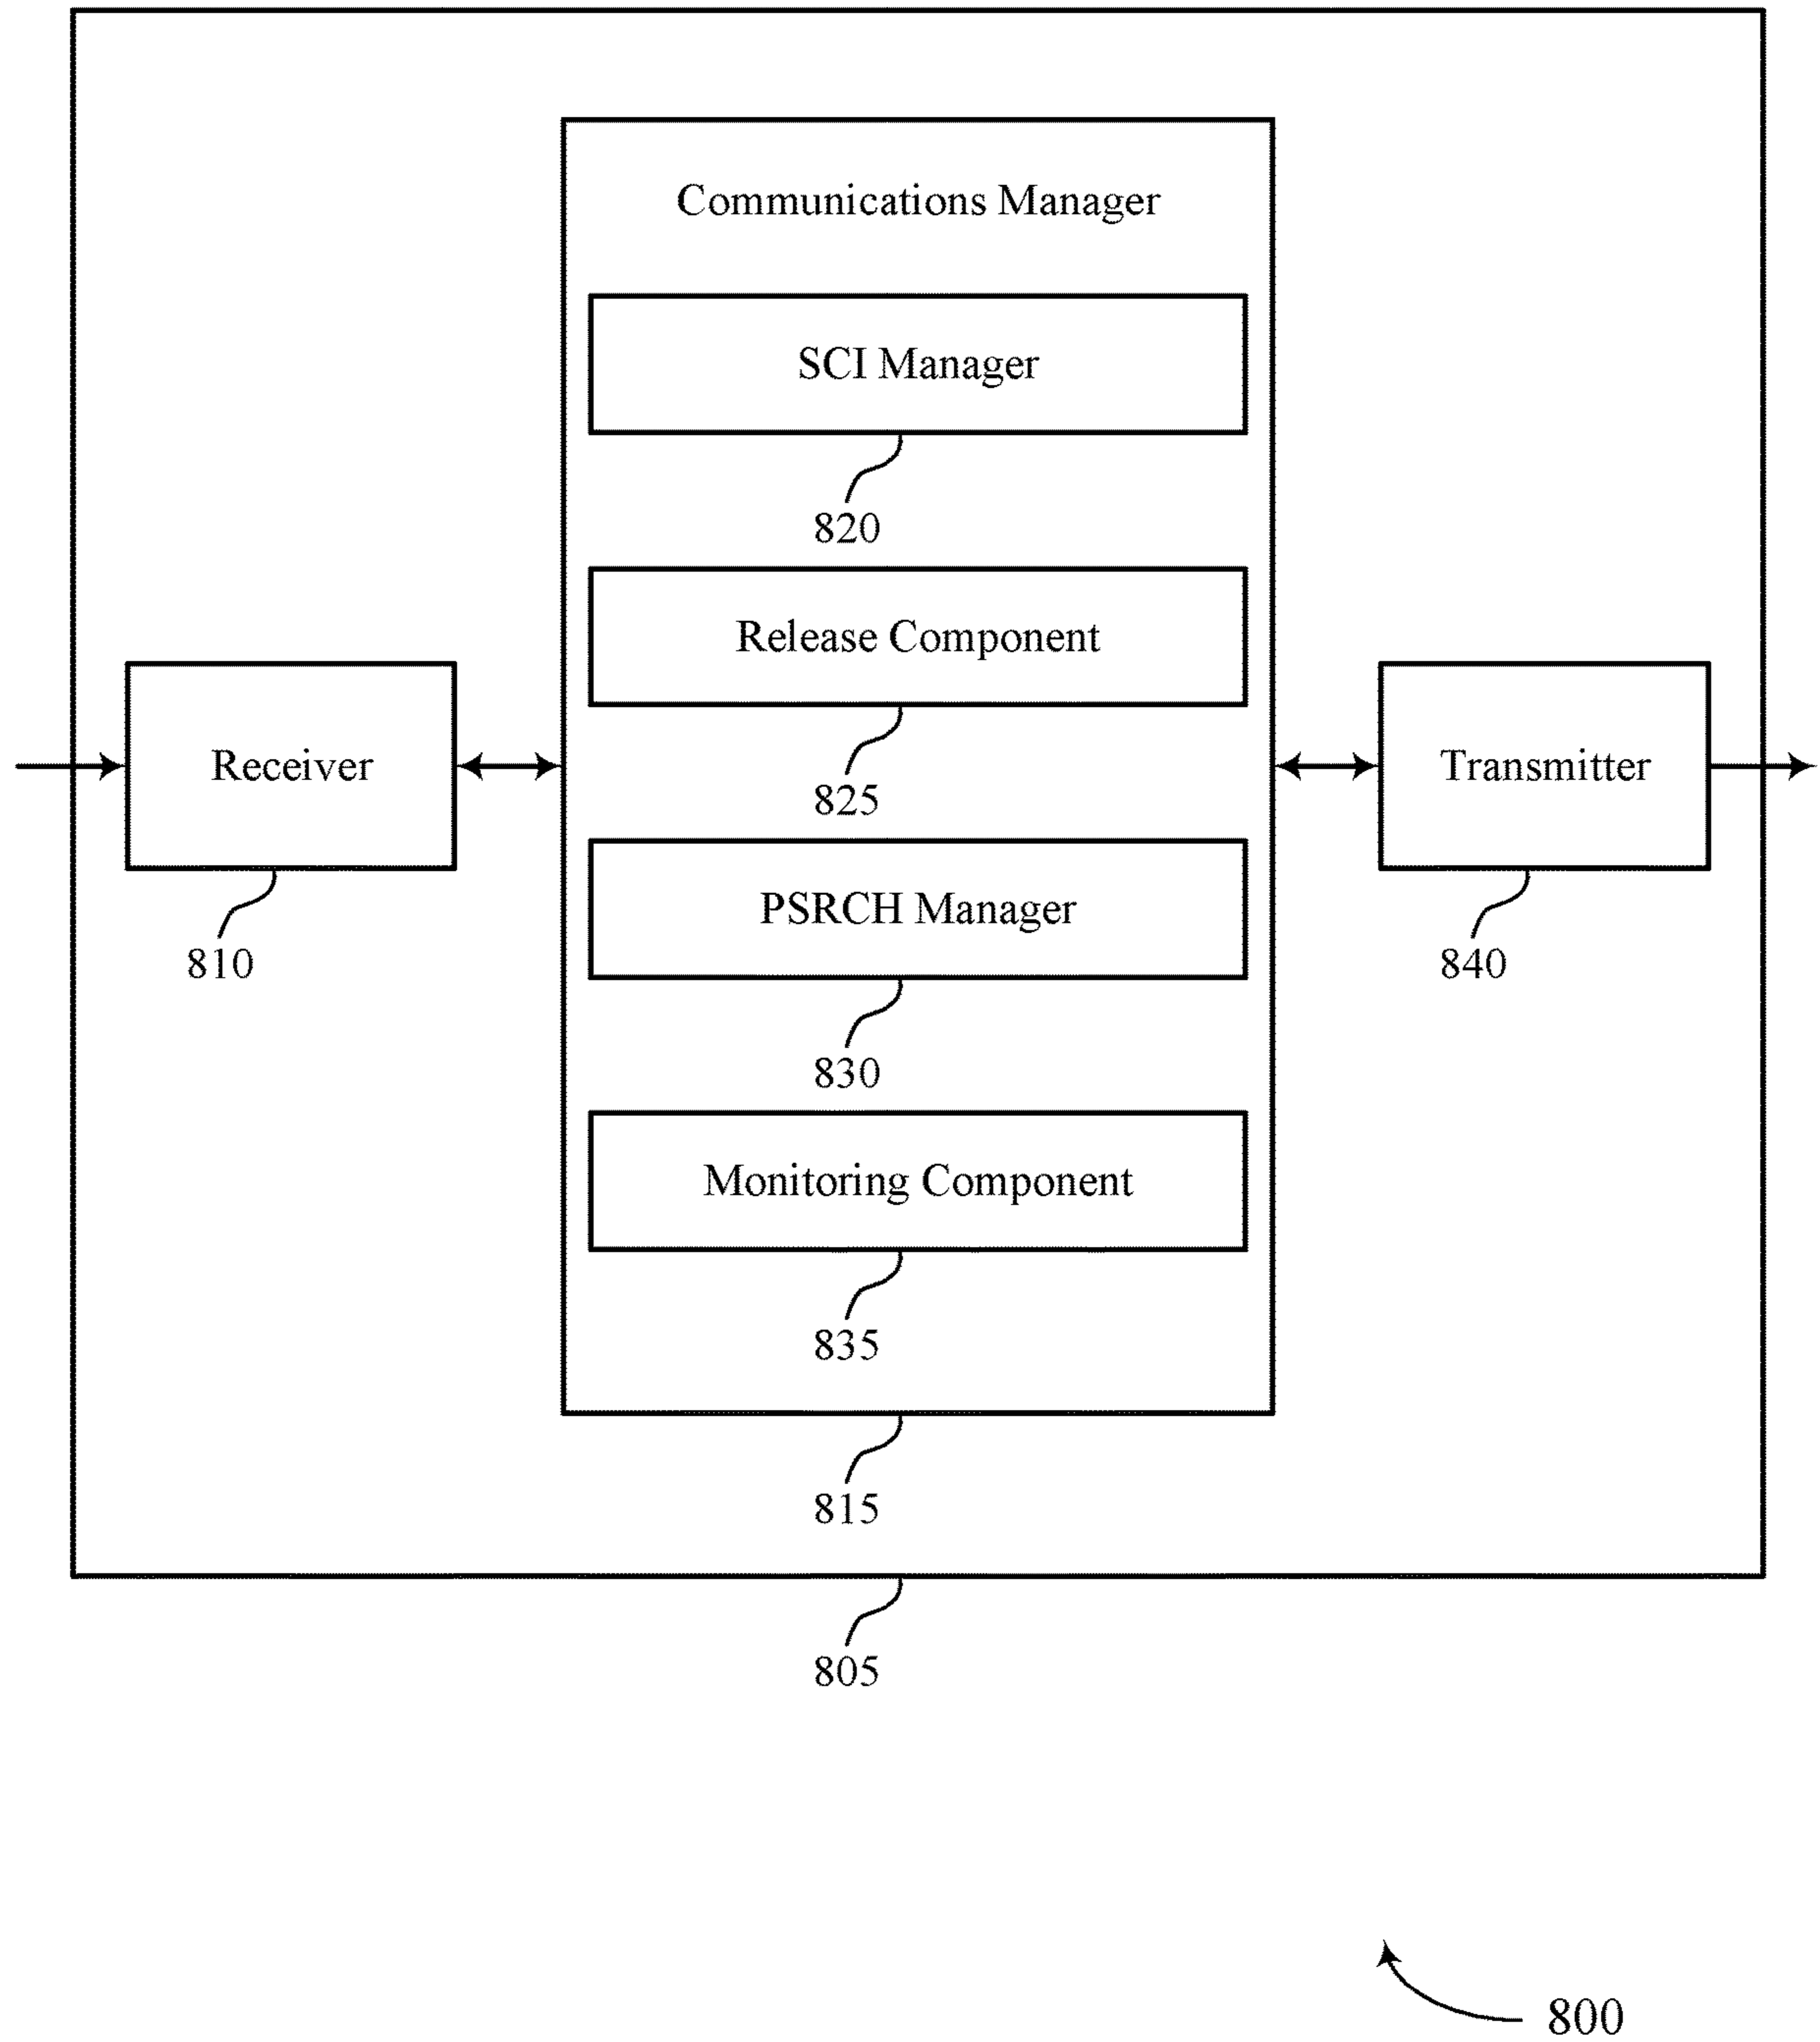 Communications Manager
SCI Manager
820
Release Component
825
Receiver
810
Transmitter
840
PSRCH Manager
830
Monitoring Component
835
815
805
800